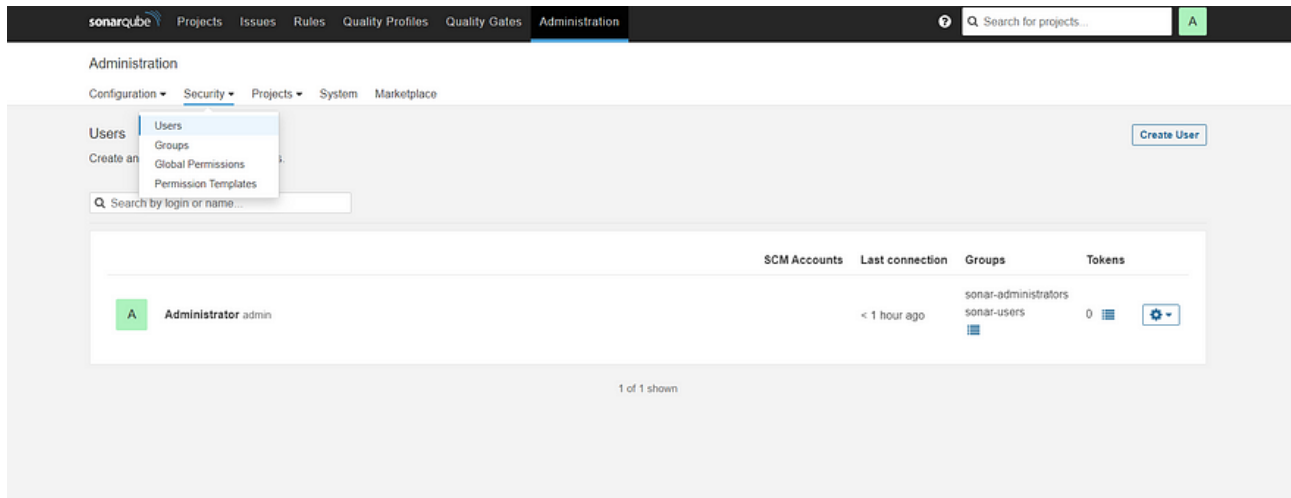 sonarqube Projects Issues Rules Quality Profiles Quality Gates Administration Search for projects... A
Administration
Configuration Security Projects System Marketplace
Users
Users
Create User
Groups
Create an
s.
Global Permissions
Permission Templates
Search by login or name...
SCM Accounts Last connection Groups Tokens
A Administrator admin < 1 hour ago sonar-administrators
sonar-users 0
1 of 1 shown